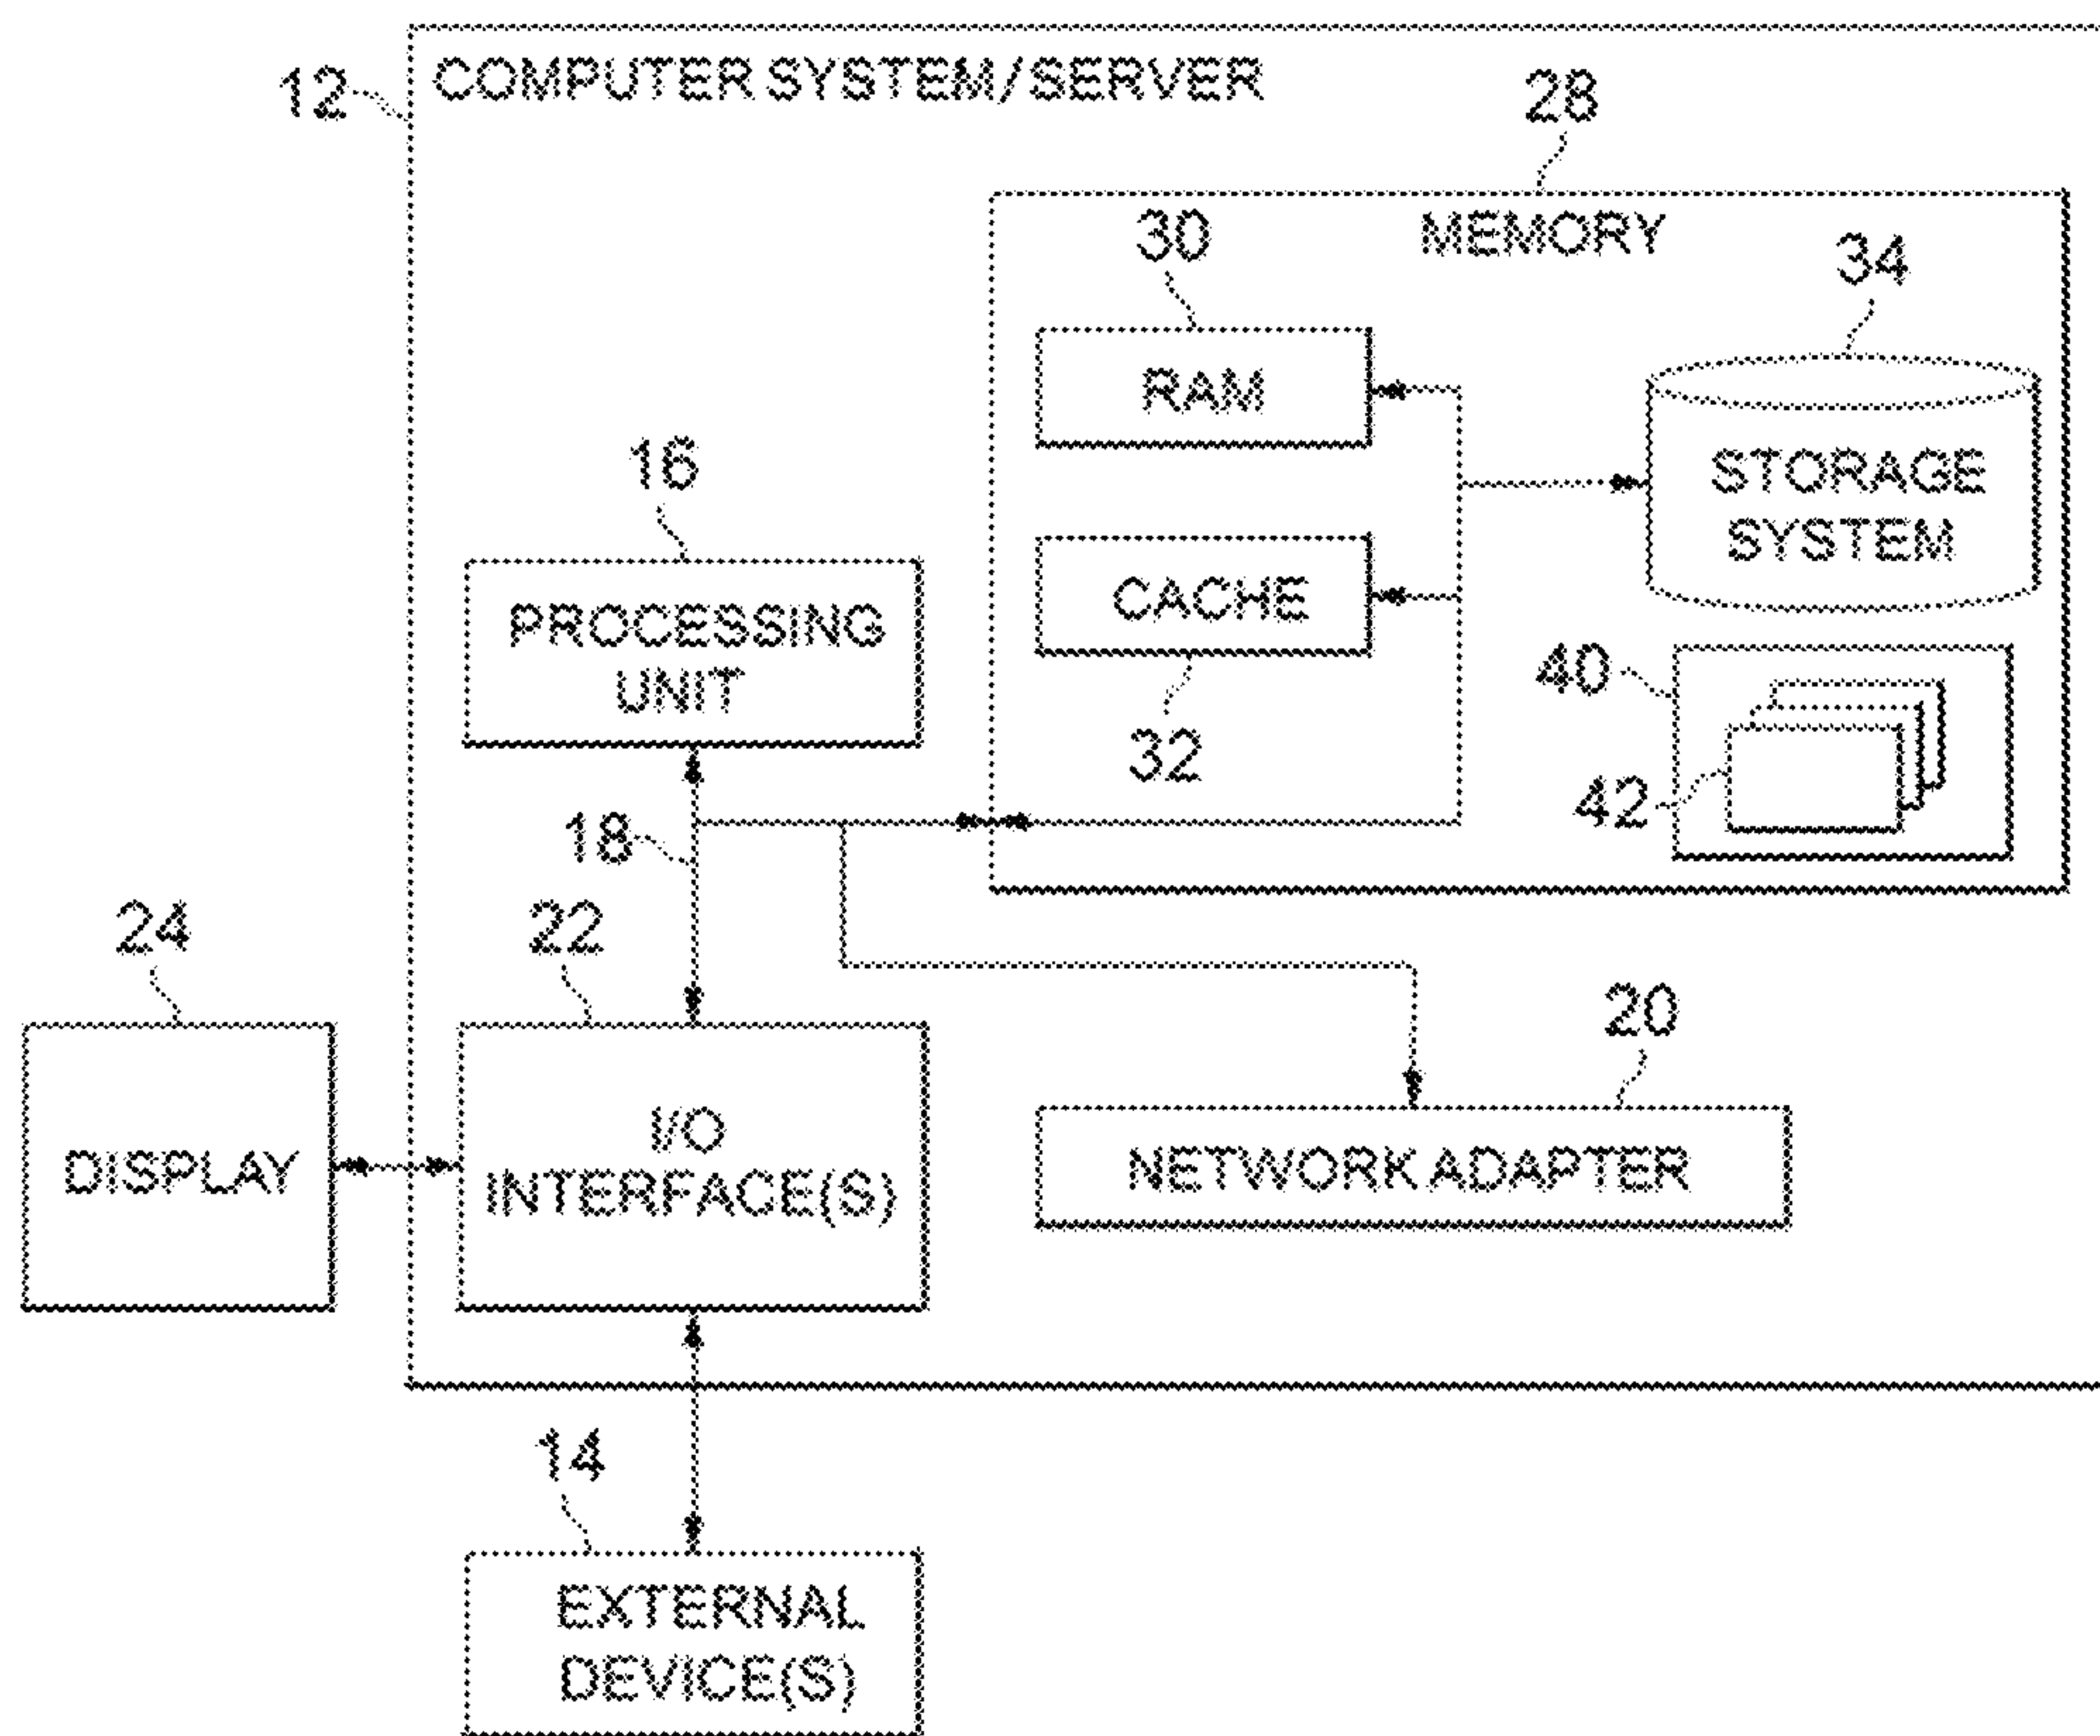 12
COMPUTER SYSTEM/SERVER
28
MEMORY
30
34
RAM
STORAGE
SYSTEM
16
PROCESSING
UNIT
CACHE
32
40
42
18
24
22
20
DISPLAY
I/O
INTERFACE(S)
NETWORK ADAPTER
14
EXTERNAL
DEVICE(S)